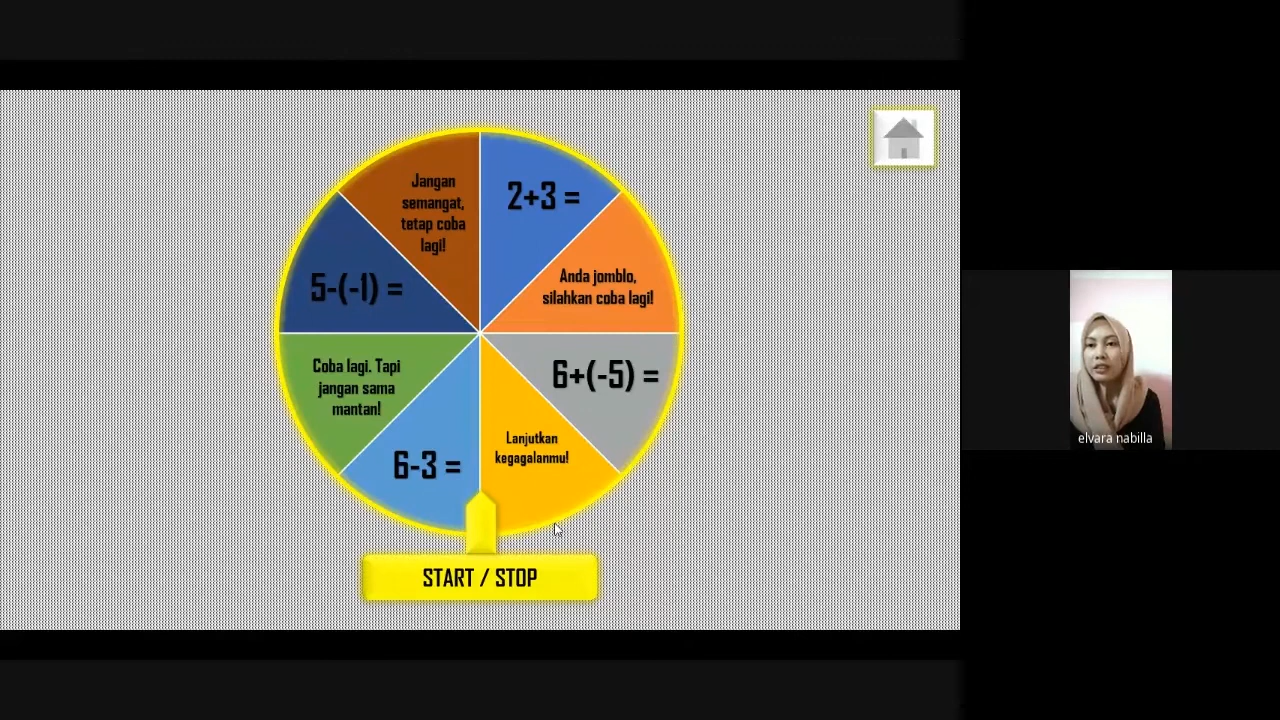 Jangan
semangat,
tetap coba
lagi!
2+3 =
Anda jomblo,
silahkan coba lagi!
5-(-1) =
6+(-5) =
Coba lagi. Tapi
jangan sama
mantan!
Lanjutkan
kegagalanmu!
6-3 =
START / STOP
elvara nabilla